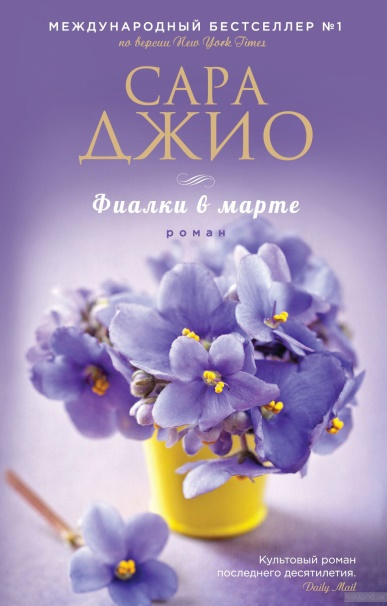 МЕЖДУНАРОДНЫЙ БЕСТСЕЛЛЕР №1
по версии New York Times
САРА
ДЖИО
Фиалки в марте
роман
Культовый роман
последнего десятилетия.
Daily Mail